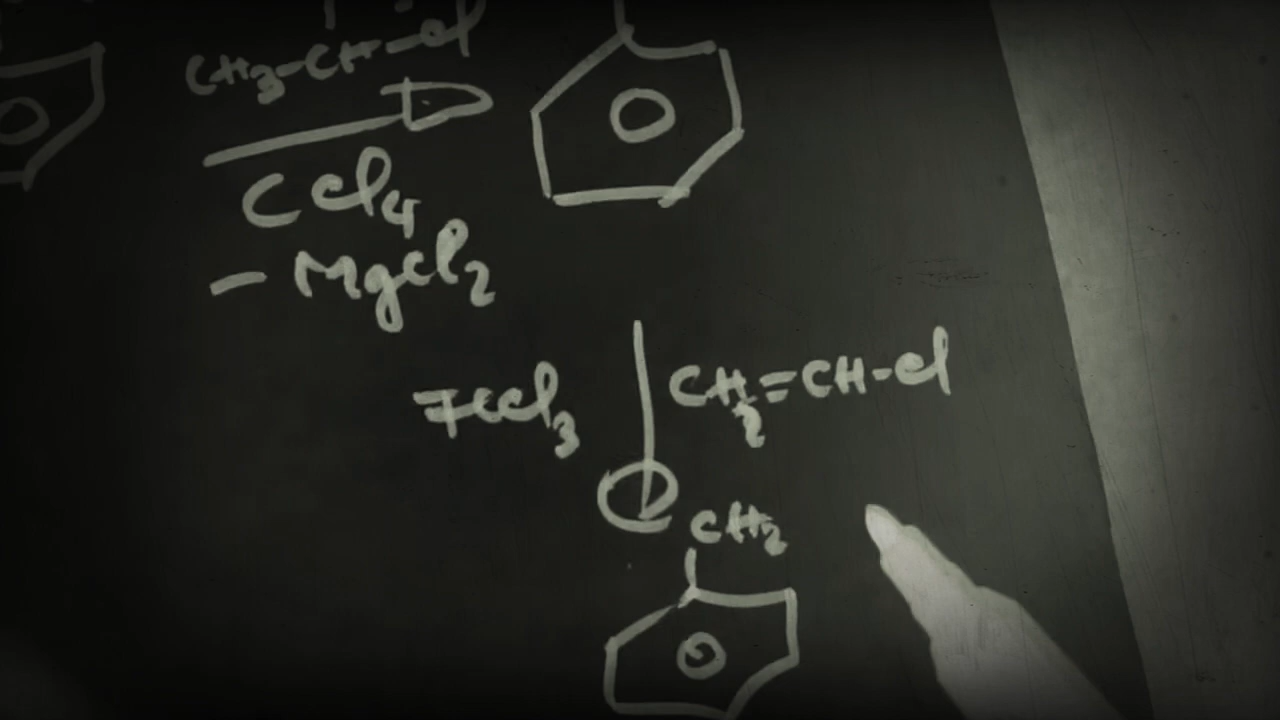 CH3-CH-Cl
CCl4
- MgCl2
FeCl3 CH2=CH-Cl
CH2